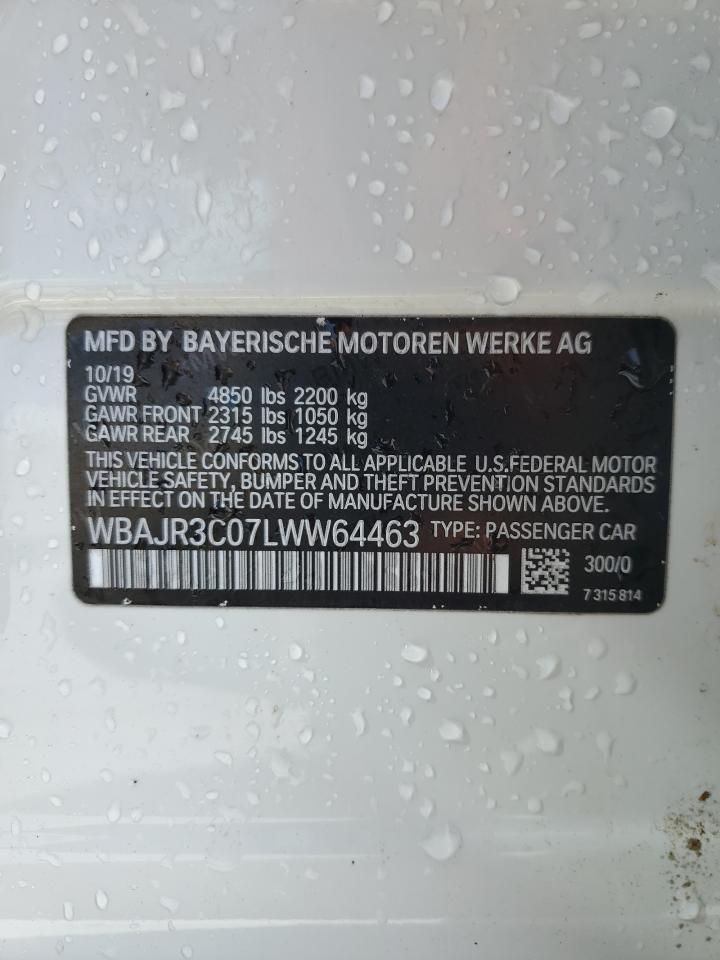 MFD BY BAYERISCHE MOTOREN WERKE AG
10/19
GVWR 4850 lbs 2200 kg
GAWR FRONT 2315 lbs 1050 kg
GAWR REAR 2745 lbs 1245 kg
THIS VEHICLE CONFORMS TO ALL APPLICABLE U.S.FEDERAL MOTOR
VEHICLE SAFETY, BUMPER AND THEFT PREVENTION STANDARDS
IN EFFECT ON THE DATE OF MANUFACTURE SHOWN ABOVE.
WBAJR3C07LWW64463 TYPE: PASSENGER CAR
300/0
7 315 814